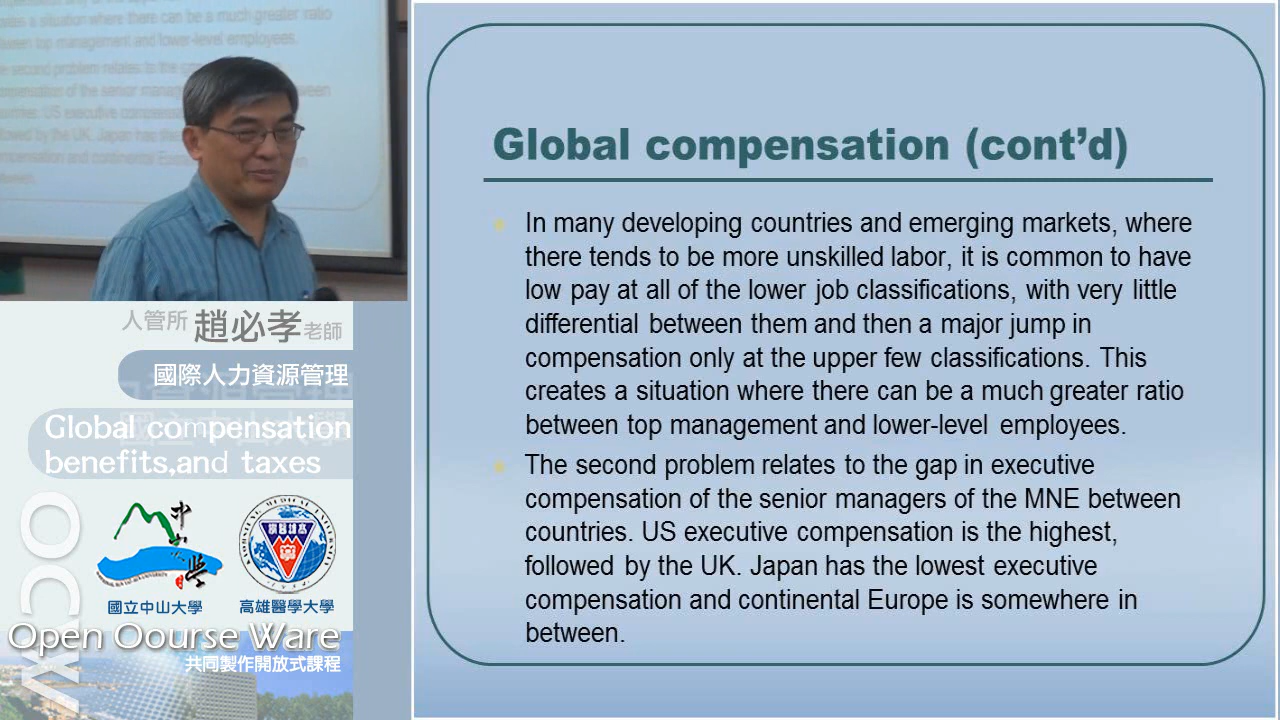 人管所 趙必孝老師
國際人力資源管理
Global compensation
benefits,and taxes
OCW
國立中山大學
高雄醫學大學
Open Oourse Ware
共同製作開放式課程
Global compensation (cont’d)
In many developing countries and emerging markets, where
there tends to be more unskilled labor, it is common to have
low pay at all of the lower job classifications, with very little
differential between them and then a major jump in
compensation only at the upper few classifications. This
creates a situation where there can be a much greater ratio
between top management and lower-level employees.
The second problem relates to the gap in executive
compensation of the senior managers of the MNE between
countries. US executive compensation is the highest,
followed by the UK. Japan has the lowest executive
compensation and continental Europe is somewhere in
between.